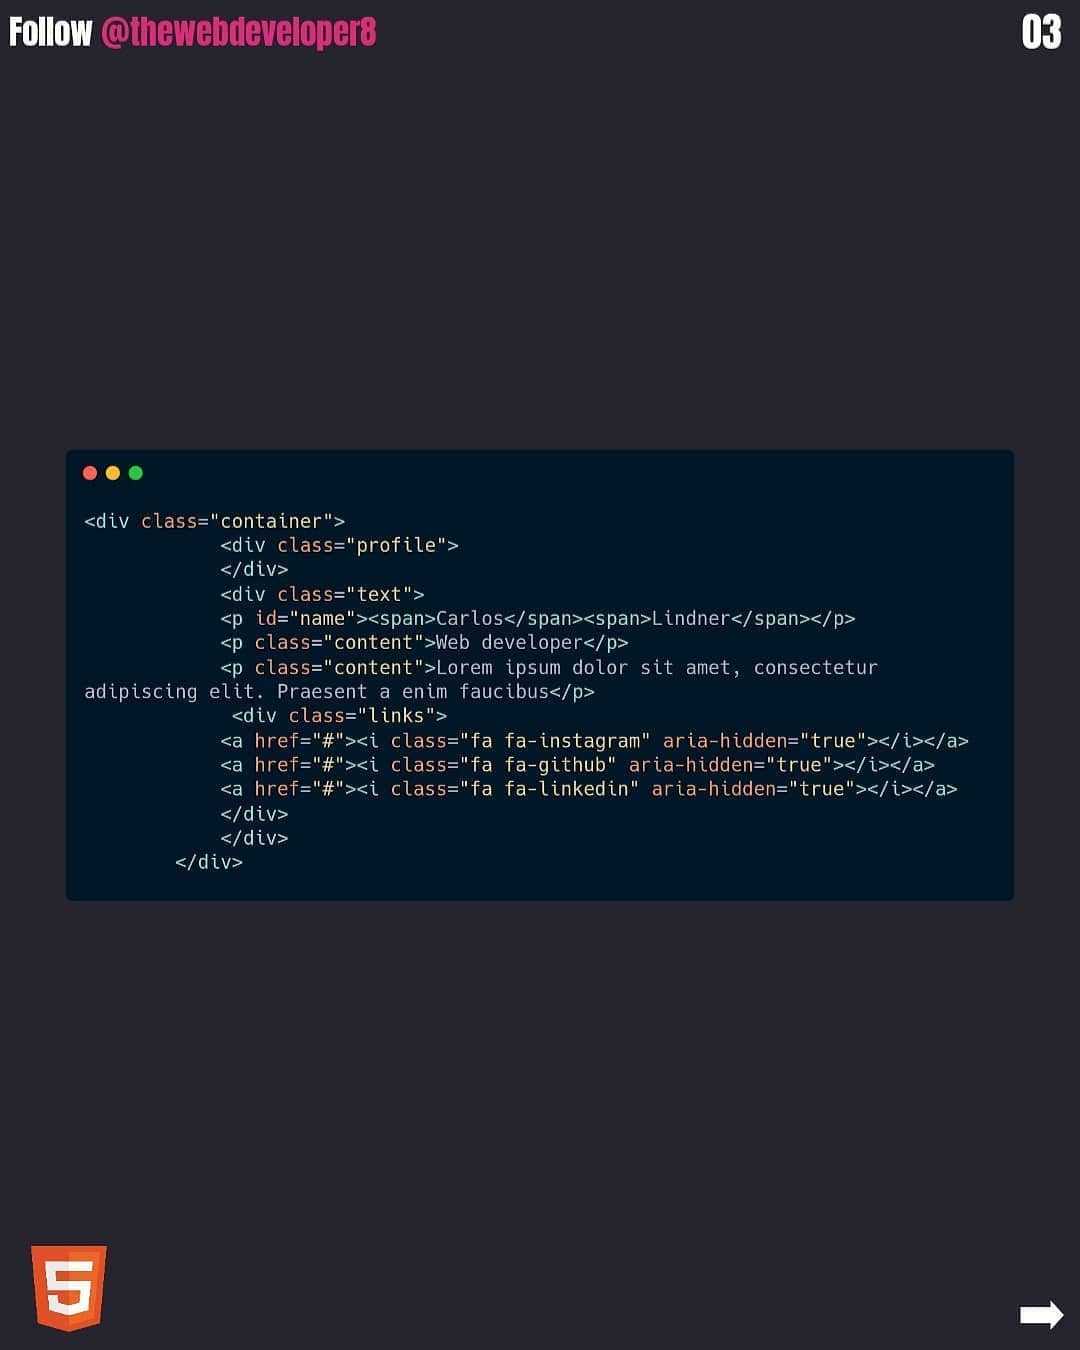 Follow @thewebdeveloper8
03
<div class="container">
<div class="profile">
</div>
<div class="text">
<p id="name"><span>Carlos</span><span>Lindner</span></p>
<p class="content">Web developer</p>
<p class="content">Lorem ipsum dolor sit amet, consectetur
adipiscing elit. Praesent a enim faucibus</p>
<div class="links">
<a href="#"><i class="fa fa-instagram" aria-hidden="true"></i></a>
<a href="#"><i class="fa fa-github" aria-hidden="true"></i></a>
<a href="#"><i class="fa fa-linkedin" aria-hidden="true"></i></a>
</div>
</div>
</div>
5